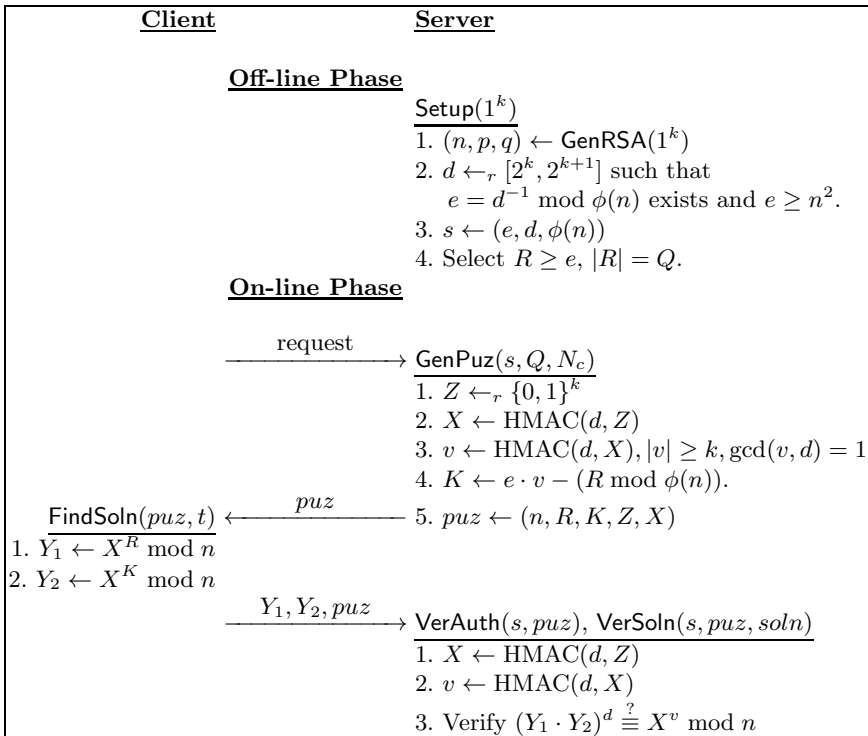 Client Server
Off-line Phase
Setup(1^k)
1. (n, p, q) ← GenRSA(1^k)
2. d ←_r [2^k, 2^{k+1}] such that
e = d^{-1} mod ϕ(n) exists and e ≥ n^2.
3. s ← (e, d, ϕ(n))
4. Select R ≥ e, |R| = Q.
On-line Phase
request
GenPuz(s, Q, N_c)
1. Z ←_r {0, 1}^k
2. X ← HMAC(d, Z)
3. v ← HMAC(d, X), |v| ≥ k, gcd(v, d) = 1
4. K ← e · v − (R mod ϕ(n)).
FindSoln(puz, t) puz 5. puz ← (n, R, K, Z, X)
1. Y_1 ← X^R mod n
2. Y_2 ← X^K mod n
Y_1, Y_2, puz VerAuth(s, puz), VerSoln(s, puz, soln)
1. X ← HMAC(d, Z)
2. v ← HMAC(d, X)
3. Verify (Y_1 · Y_2)^d ≟≡ X^v mod n